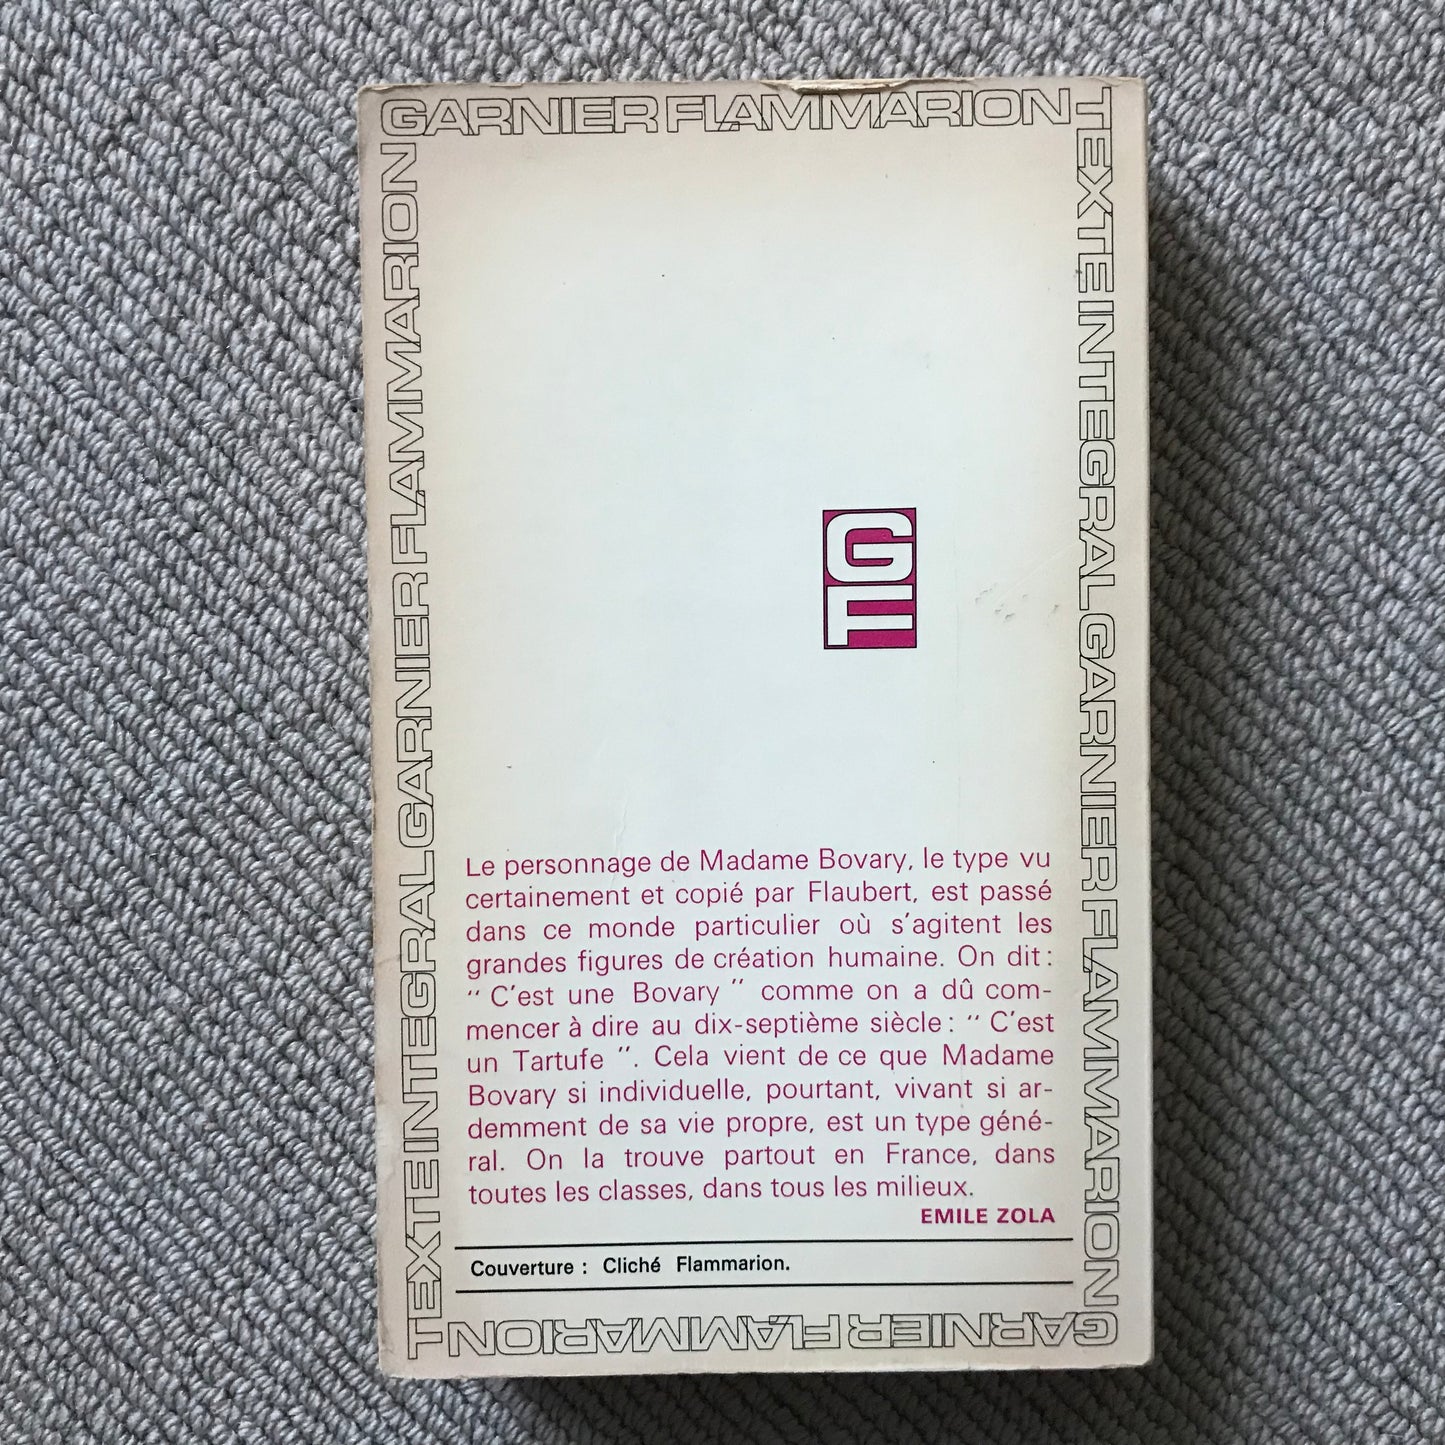 GARNIER FLAMMARION
TEXTE INTEGRAL GARNIER FLAMMARION
TEXTE INTEGRAL GARNIER FLAMMARION
GF
Le personnage de Madame Bovary, le type vu
certainement et copié par Flaubert, est passé
dans ce monde particulier où s'agitent les
grandes figures de création humaine. On dit :
" C'est une Bovary " comme on a dû com-
mencer à dire au dix-septième siècle : " C'est
un Tartufe ". Cela vient de ce que Madame
Bovary si individuelle, pourtant, vivant si ar-
demment de sa vie propre, est un type géné-
ral. On la trouve partout en France, dans
toutes les classes, dans tous les milieux.
EMILE ZOLA
Couverture : Cliché Flammarion.
GARNIER FLAMMARION